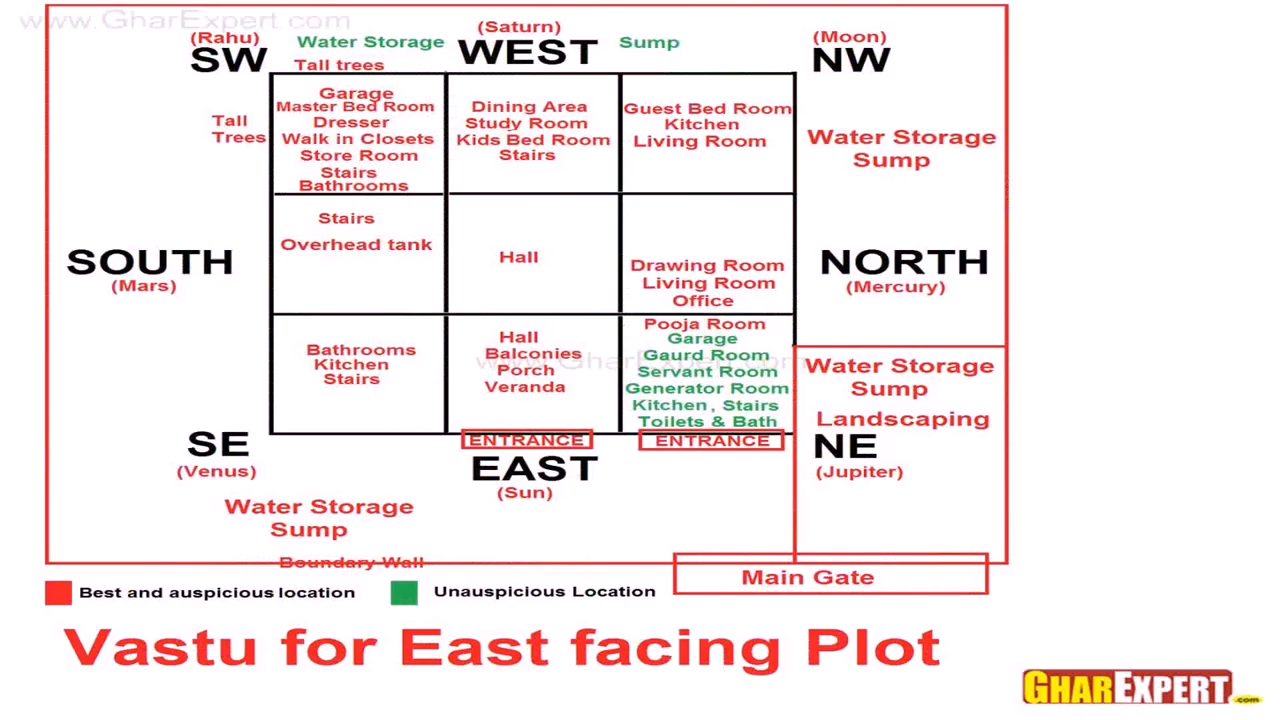 www.GharExpert.com
(Rahu)
SW
Water Storage
(Saturn)
WEST
Sump
(Moon)
NW
Tall trees
Tall
Trees
Garage
Master Bed Room
Dresser
Walk in Closets
Store Room
Stairs
Bathrooms
Dining Area
Study Room
Kids Bed Room
Stairs
Guest Bed Room
Kitchen
Living Room
Water Storage
Sump
SOUTH
(Mars)
Stairs
Overhead tank
Hall
Drawing Room
Living Room
Office
NORTH
(Mercury)
Bathrooms
Kitchen
Stairs
Hall
Balconies
Porch
Veranda
www.GharExpert.com
Pooja Room
Garage
Gaurd Room
Servant Room
Generator Room
Kitchen , Stairs
Toilets & Bath
Water Storage
Sump
Landscaping
SE
(Venus)
ENTRANCE
ENTRANCE
EAST
(Sun)
NE
(Jupiter)
Water Storage
Sump
Boundary Wall
Main Gate
Best and auspicious location
Unauspicious Location
Vastu for East facing Plot
GHAREXPERT.com